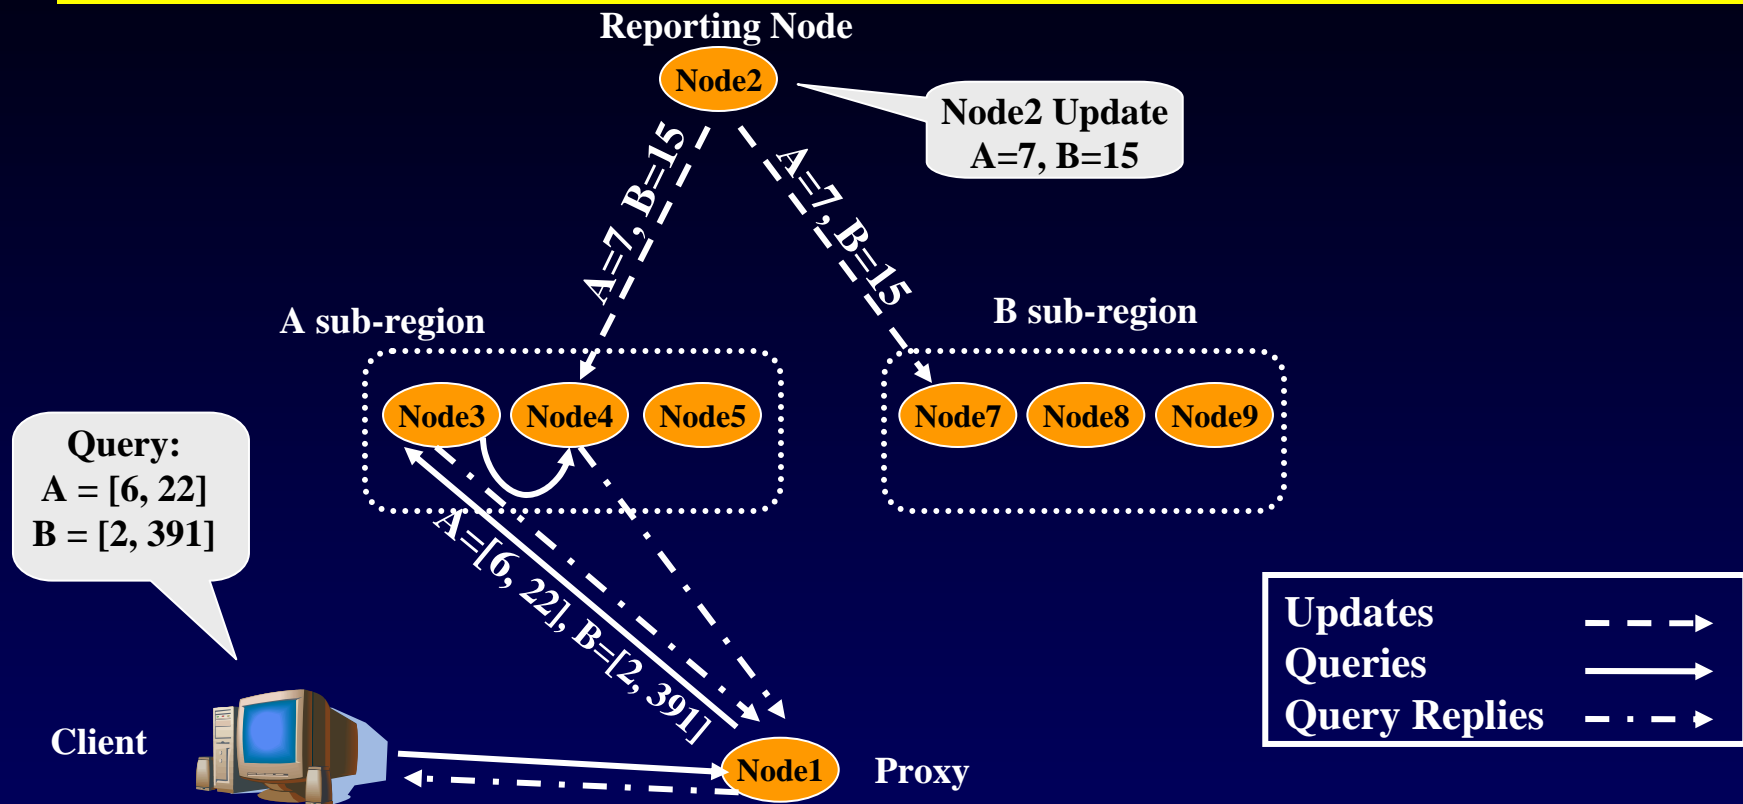 Reporting Node
Node2
Node2 Update
A=7, B=15
A=7, B=15
A=7, B=15
A sub-region
B sub-region
Node3
Node4
Node5
Node7
Node8
Node9
Query:
A = [6, 22]
B = [2, 391]
A=[6, 22], B=[2, 391]
Updates
Queries
Query Replies
Client
Node1
Proxy